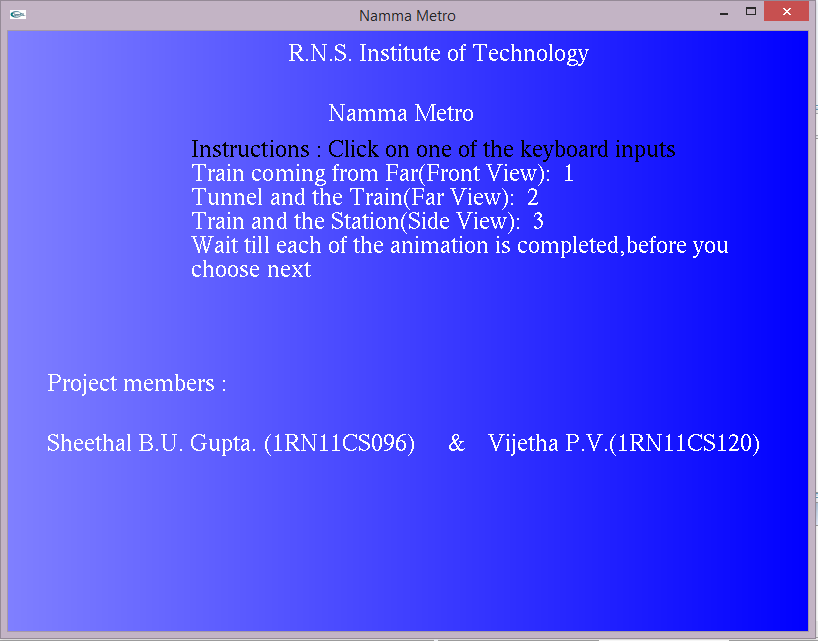 Namma Metro
R.N.S. Institute of Technology
Namma Metro
Instructions : Click on one of the keyboard inputs
Train coming from Far(Front View):  1
Tunnel and the Train(Far View):  2
Train and the Station(Side View):  3
Wait till each of the animation is completed,before you
choose next
Project members :
Sheethal B.U. Gupta. (1RN11CS096)    &   Vijetha P.V.(1RN11CS120)